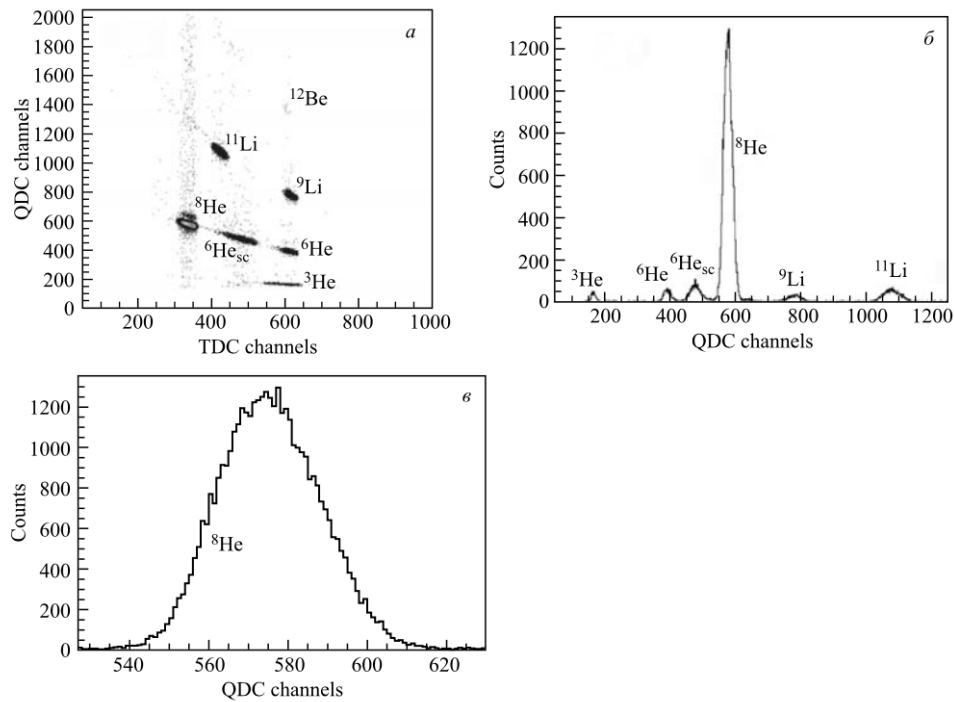 2000
1800
1600
1400
1200
1000
800
600
400
200
0
QDC channels
а
¹²Be
¹¹Li
⁹Li
⁸He
⁶Heₛc
⁶He
³He
200 400 600 800 1000
TDC channels
1200
1000
800
600
400
200
0
Counts
б
⁸He
³He
⁶He
⁶Heₛc
⁹Li
¹¹Li
200 400 600 800 1000 1200
QDC channels
1200
1000
800
600
400
200
0
Counts
в
⁸He
540 560 580 600 620
QDC channels